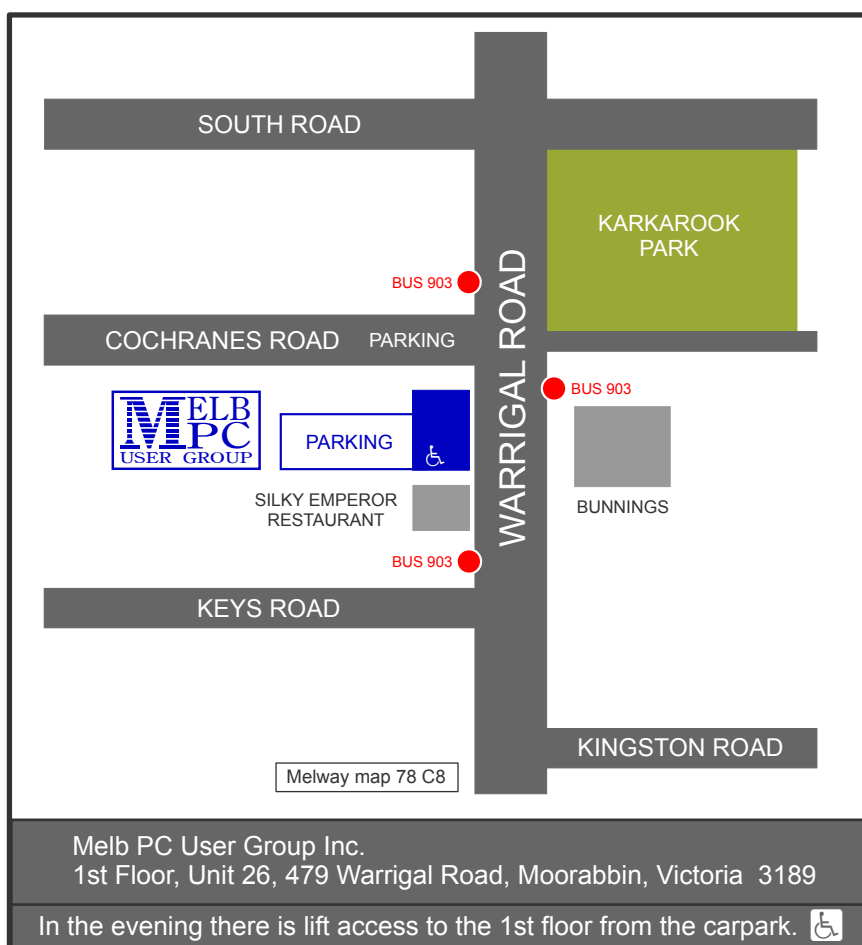 SOUTH ROAD
KARKAROOK
PARK
BUS 903
WARRIGAL ROAD
COCHRANES ROAD
PARKING
BUS 903
MELB
PC
USER GROUP
PARKING
SILKY EMPEROR
RESTAURANT
BUNNINGS
BUS 903
KEYS ROAD
KINGSTON ROAD
Melway map 78 C8
Melb PC User Group Inc.
1st Floor, Unit 26, 479 Warrigal Road, Moorabbin, Victoria  3189
In the evening there is lift access to the 1st floor from the carpark.